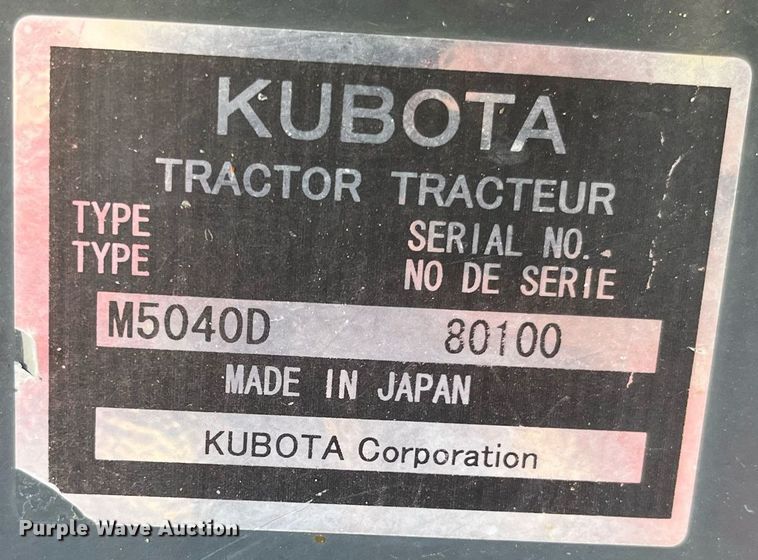 KUBOTA
TRACTOR TRACTEUR
TYPE SERIAL NO.
TYPE NO DE SERIE
M5040D 80100
MADE IN JAPAN
KUBOTA Corporation
Purple Wave Auction